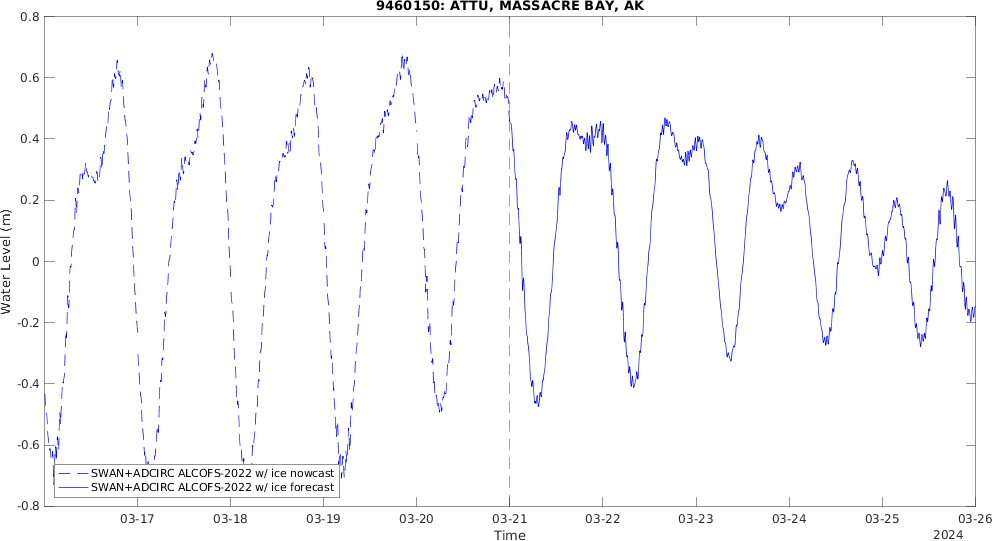 9460150: ATTU, MASSACRE BAY, AK
Water Level (m)
0.8
0.6
0.4
0.2
0
-0.2
-0.4
-0.6
-0.8
SWAN+ADCIRC ALCOFS-2022 w/ ice nowcast
SWAN+ADCIRC ALCOFS-2022 w/ ice forecast
03-17 03-18 03-19 03-20 03-21 03-22 03-23 03-24 03-25 03-26
Time
2024